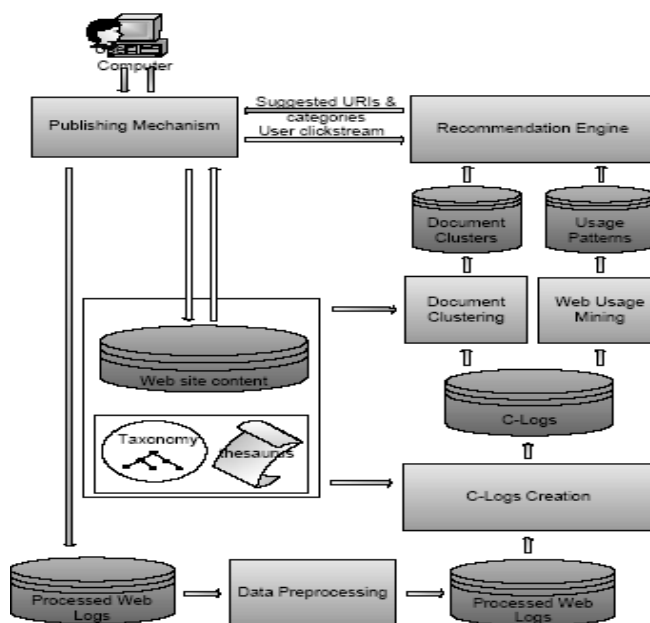 Computer
Publishing Mechanism
Suggested URIs &
categories
User clickstream
Recommendation Engine
Document
Clusters
Usage
Patterns
Document
Clustering
Web Usage
Mining
Web site content
C-Logs
Taxonomy
thesaurus
C-Logs Creation
Processed Web
Logs
Data Preprocessing
Processed Web
Logs